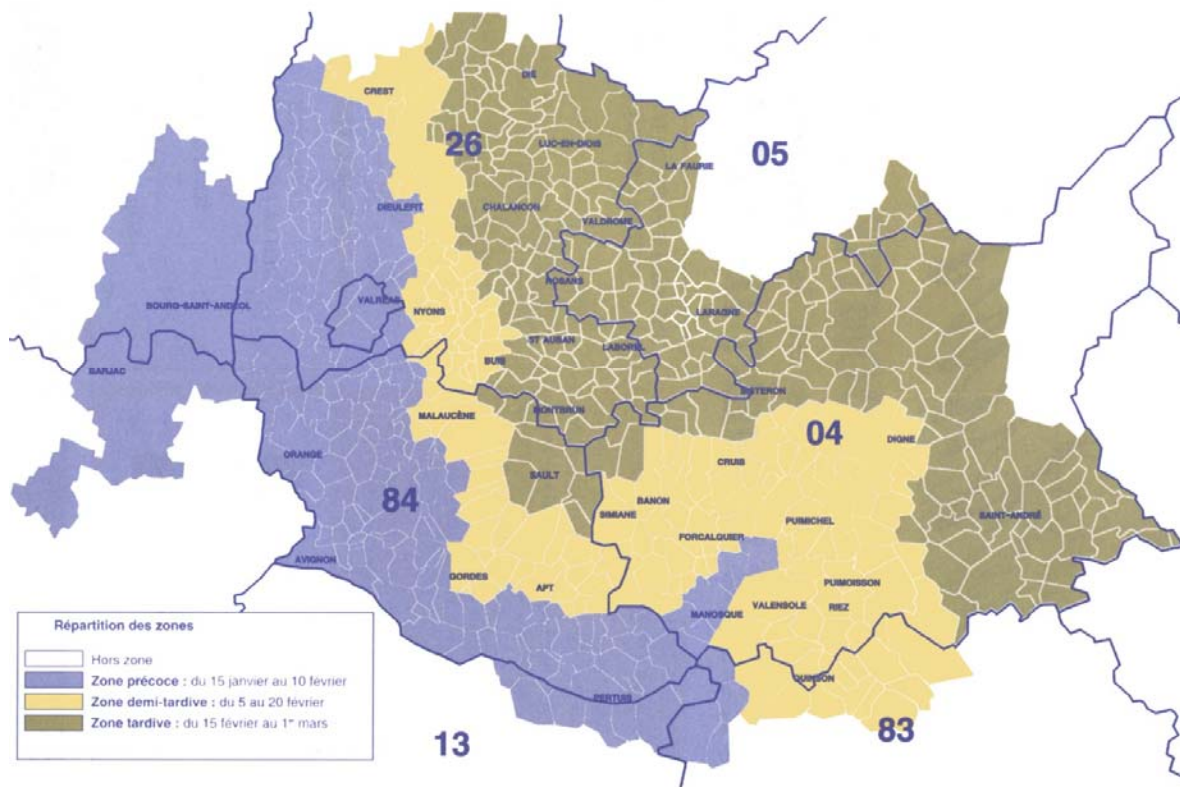 DIE
CREST
26
LUC-EN-DIOIS
05
LA FAURIE
DIEULEFIT
CHALANCON
VALDROME
ROSANS
BOURG-SAINT-ANDEOL
VALREAS
NYONS
LARAGNE
ST AUBAN
LABOREL
BUIS
BARJAC
SISTERON
MALAUCÈNE
MONTBRUN
04
DIGNE
ORANGE
CRUIS
SAULT
84
BANON
SIMIANE
PUIMICHEL
SAINT-ANDRÉ
FORCALQUIER
AVIGNON
GORDES
APT
PUIMOISSON
VALENSOLE
RIEZ
MANOSQUE
QUINSON
PERTUIS
83
13
Répartition des zones
Hors zone
Zone précoce : du 15 janvier au 10 février
Zone demi-tardive : du 5 au 20 février
Zone tardive : du 15 février au 1er mars